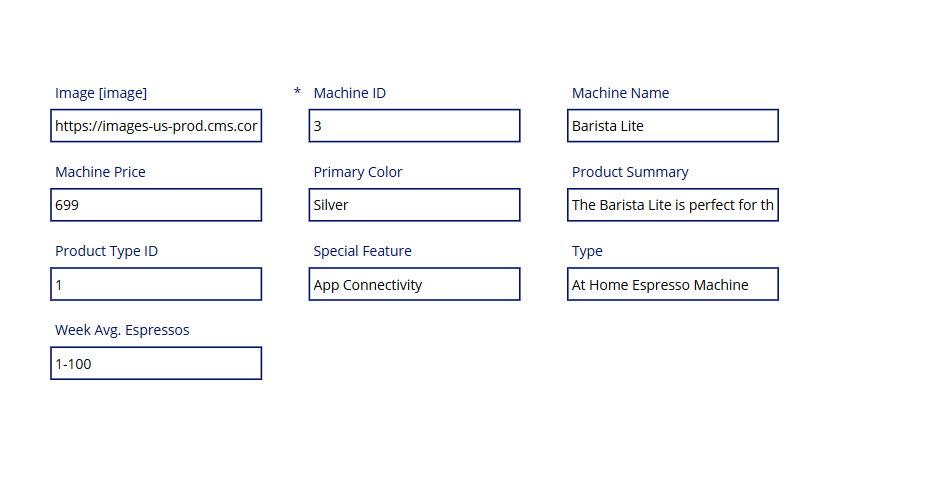 Image [image]
* Machine ID
Machine Name
https://images-us-prod.cms.cor
3
Barista Lite
Machine Price
Primary Color
Product Summary
699
Silver
The Barista Lite is perfect for th
Product Type ID
Special Feature
Type
1
App Connectivity
At Home Espresso Machine
Week Avg. Espressos
1-100